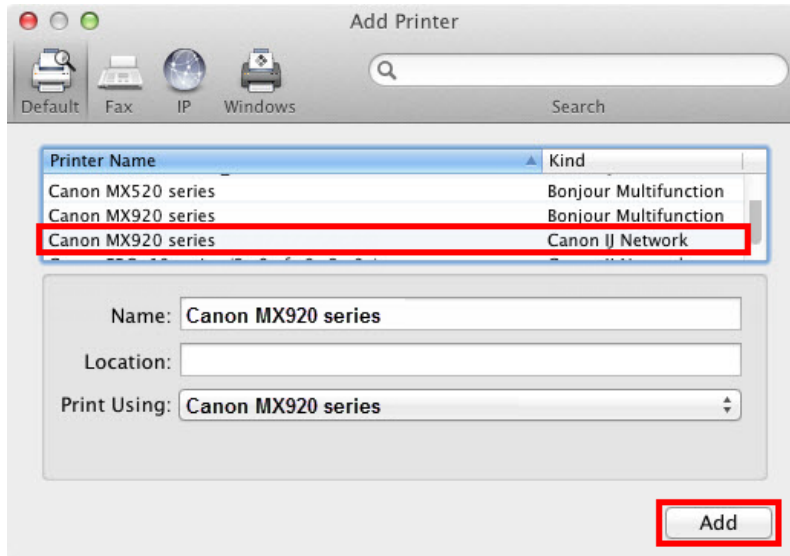 Add Printer
Default Fax IP Windows Search
Printer Name Kind
Canon MX520 series Bonjour Multifunction
Canon MX920 series Bonjour Multifunction
Canon MX920 series Canon IJ Network
Name: Canon MX920 series
Location:
Print Using: Canon MX920 series
Add